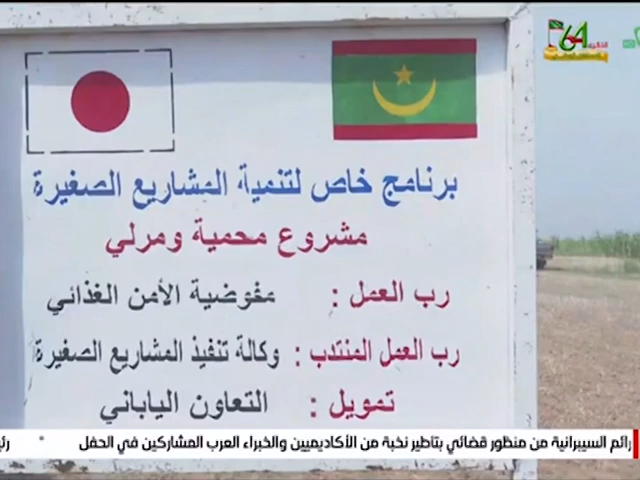 64
برنامج خاص لتنمية المشاريع الصغيرة
مشروع محمية ومرلي
رب العمل : مفوضية الأمن الغذائي
رب العمل المنتدب : وكالة تنفيذ المشاريع الصغيرة
تمويل : التعاون الياباني
رائم السيبرانية من منظور قضائي بتاطير نخبة من الأكاديميين والخبراء العرب المشاركين في الحفل